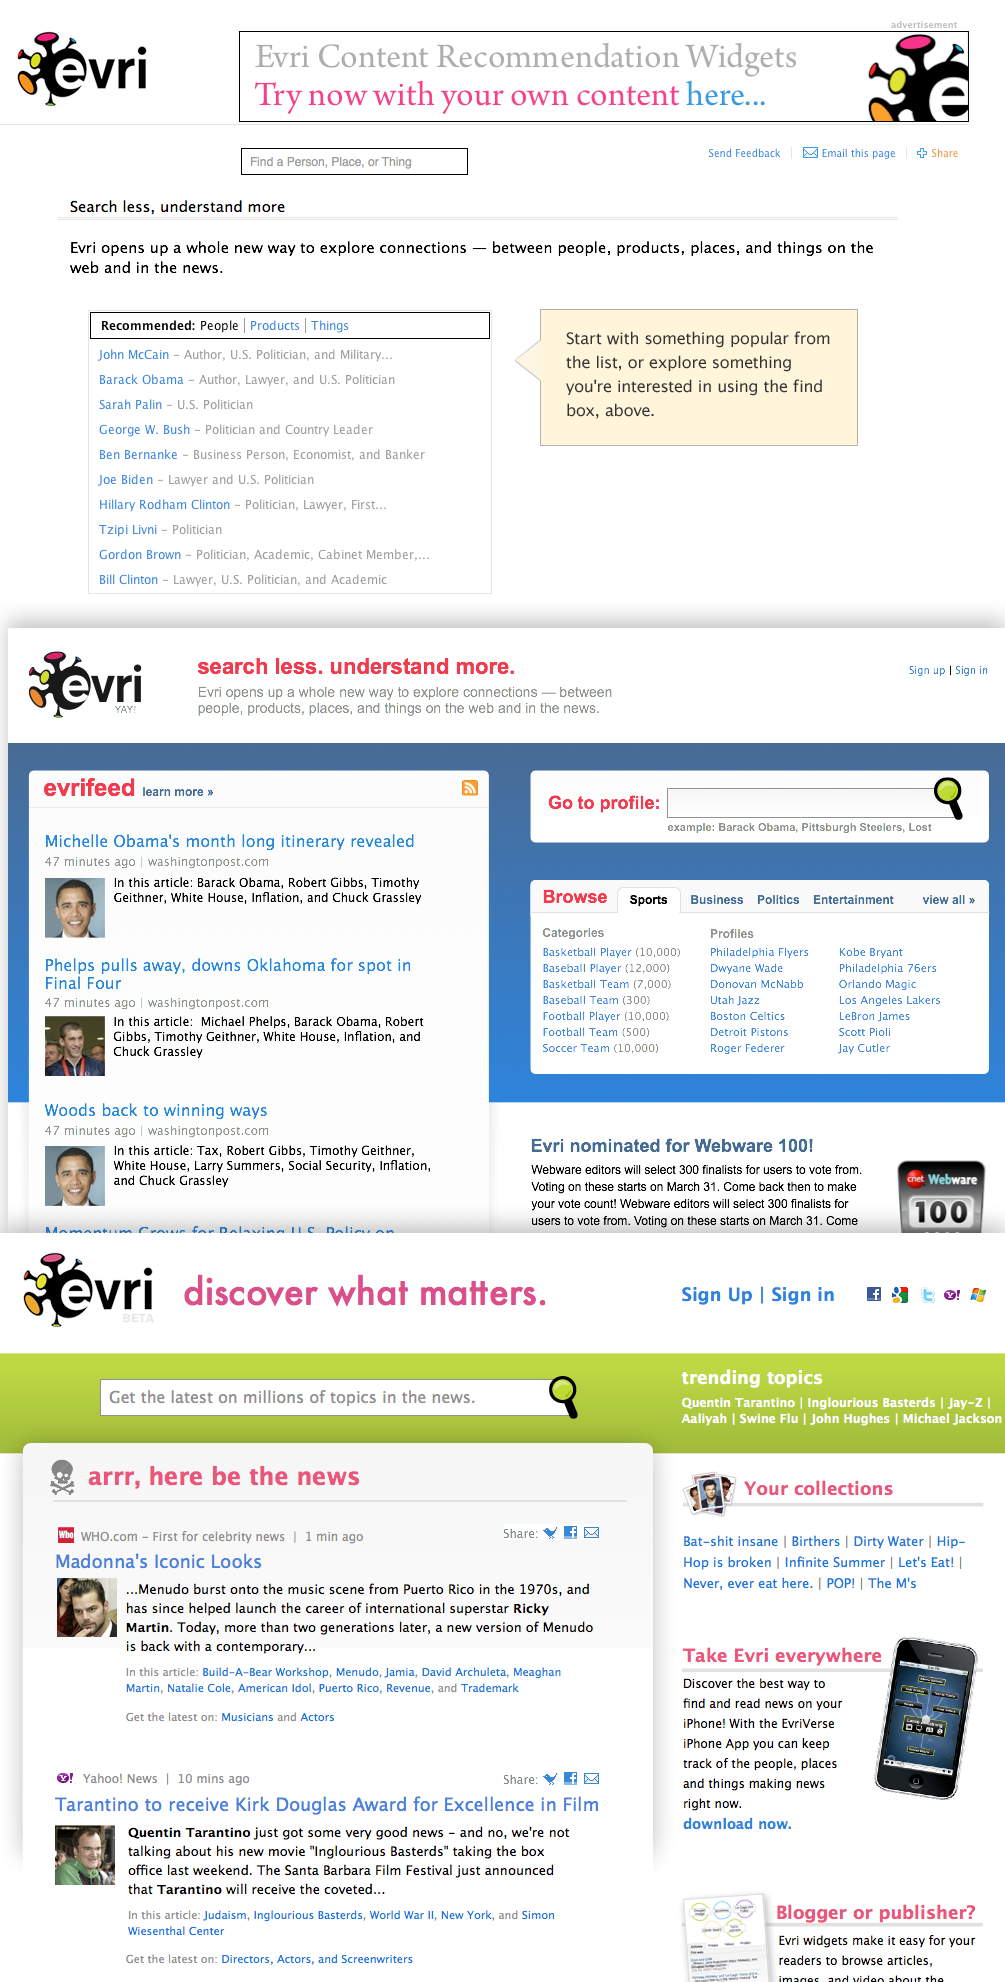 advertisement
evri
Evri Content Recommendation Widgets
Try now with your own content here...
e
Find a Person, Place, or Thing
Send Feedback | Email this page | Share
Search less, understand more
Evri opens up a whole new way to explore connections — between people, products, places, and things on the
web and in the news.
Recommended: People | Products | Things
John McCain – Author, U.S. Politician, and Military...
Barack Obama – Author, Lawyer, and U.S. Politician
Sarah Palin – U.S. Politician
George W. Bush – Politician and Country Leader
Ben Bernanke – Business Person, Economist, and Banker
Joe Biden – Lawyer and U.S. Politician
Hillary Rodham Clinton – Politician, Lawyer, First...
Tzipi Livni – Politician
Gordon Brown – Politician, Academic, Cabinet Member,...
Bill Clinton – Lawyer, U.S. Politician, and Academic
Start with something popular from
the list, or explore something
you're interested in using the find
box, above.
evri
YAY!
search less. understand more.
Evri opens up a whole new way to explore connections — between
people, products, places, and things on the web and in the news.
Sign up | Sign in
evrifeed learn more »
Michelle Obama's month long itinerary revealed
47 minutes ago | washingtonpost.com
In this article: Barack Obama, Robert Gibbs, Timothy
Geithner, White House, Inflation, and Chuck Grassley
Phelps pulls away, downs Oklahoma for spot in
Final Four
47 minutes ago | washingtonpost.com
In this article: Michael Phelps, Barack Obama, Robert
Gibbs, Timothy Geithner, White House, Inflation, and
Chuck Grassley
Woods back to winning ways
47 minutes ago | washingtonpost.com
In this article: Tax, Robert Gibbs, Timothy Geithner,
White House, Larry Summers, Social Security, Inflation,
and Chuck Grassley
Momentum Grows for Relaxing U.S. Policy on
Go to profile:
example: Barack Obama, Pittsburgh Steelers, Lost
Browse Sports Business Politics Entertainment view all »
Categories
Basketball Player (10,000)
Baseball Player (12,000)
Basketball Team (7,000)
Baseball Team (300)
Football Player (10,000)
Football Team (500)
Soccer Team (10,000)
Profiles
Philadelphia Flyers
Dwyane Wade
Donovan McNabb
Utah Jazz
Boston Celtics
Detroit Pistons
Roger Federer
Kobe Bryant
Philadelphia 76ers
Orlando Magic
Los Angeles Lakers
LeBron James
Scott Pioli
Jay Cutler
Evri nominated for Webware 100!
Webware editors will select 300 finalists for users to vote from.
Voting on these starts on March 31. Come back then to make
your vote count! Webware editors will select 300 finalists for
users to vote from. Voting on these starts on March 31. Come
cnet Webware
100
evri
BETA
discover what matters.
Sign Up | Sign in
Get the latest on millions of topics in the news.
trending topics
Quentin Tarantino | Inglourious Basterds | Jay-Z |
Aaliyah | Swine Flu | John Hughes | Michael Jackson
arrr, here be the news
Who WHO.com – First for celebrity news | 1 min ago
Share:
Madonna's Iconic Looks
...Menudo burst onto the music scene from Puerto Rico in the 1970s, and
has since helped launch the career of international superstar Ricky
Martin. Today, more than two generations later, a new version of Menudo
is back with a contemporary...
In this article: Build-A-Bear Workshop, Menudo, Jamia, David Archuleta, Meaghan
Martin, Natalie Cole, American Idol, Puerto Rico, Revenue, and Trademark
Get the latest on: Musicians and Actors
Y! Yahoo! News | 10 mins ago
Share:
Tarantino to receive Kirk Douglas Award for Excellence in Film
Quentin Tarantino just got some very good news – and no, we're not
talking about his new movie "Inglourious Basterds" taking the box
office last weekend. The Santa Barbara Film Festival just announced
that Tarantino will receive the coveted...
In this article: Judaism, Inglourious Basterds, World War II, New York, and Simon
Wiesenthal Center
Get the latest on: Directors, Actors, and Screenwriters
Your collections
Bat-shit insane | Birthers | Dirty Water | Hip-
Hop is broken | Infinite Summer | Let's Eat! |
Never, ever eat here. | POP! | The M's
Take Evri everywhere
Discover the best way to
find and read news on your
iPhone! With the EvriVerse
iPhone App you can keep
track of the people, places
and things making news
right now.
download now.
Blogger or publisher?
Evri widgets make it easy for your
readers to browse articles,
images, and video about the